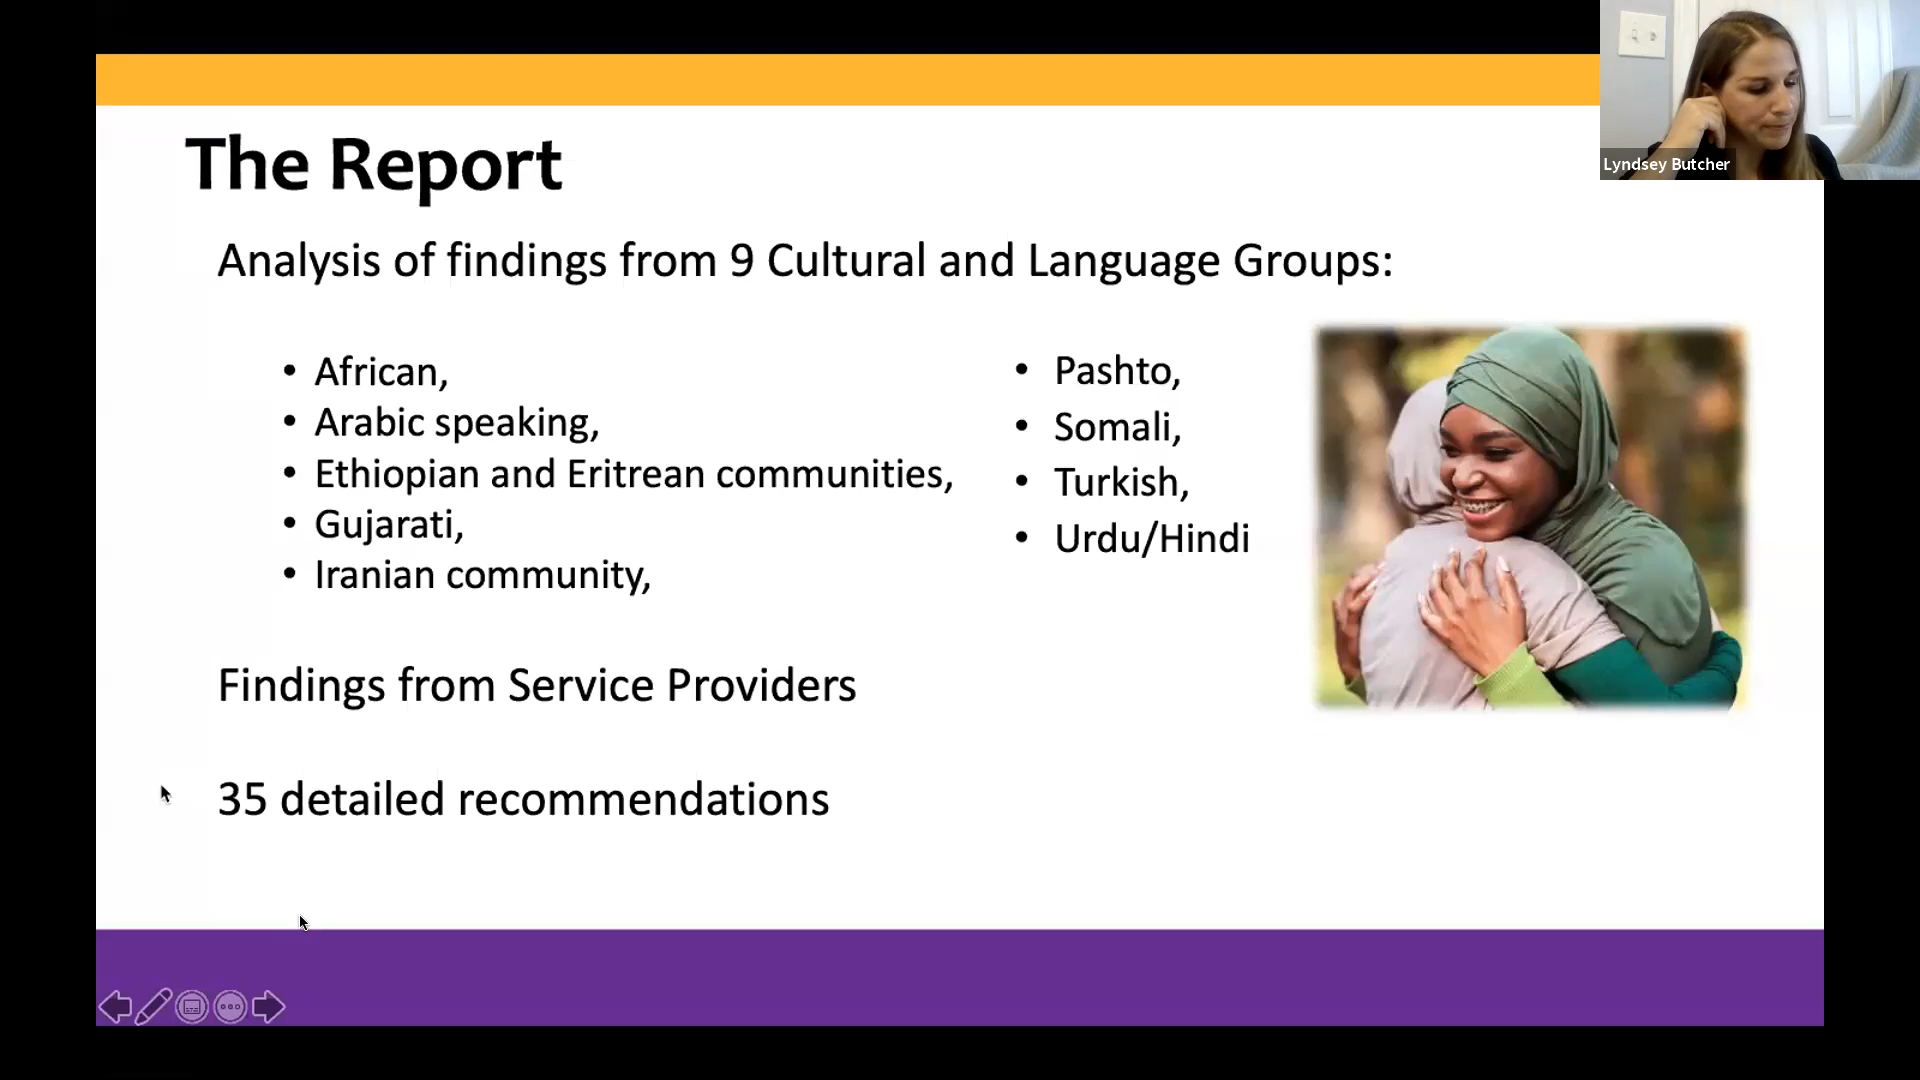 The Report
Analysis of findings from 9 Cultural and Language Groups:
• African,
• Arabic speaking,
• Ethiopian and Eritrean communities,
• Gujarati,
• Iranian community,
• Pashto,
• Somali,
• Turkish,
• Urdu/Hindi
Findings from Service Providers
35 detailed recommendations
Lyndsey Butcher